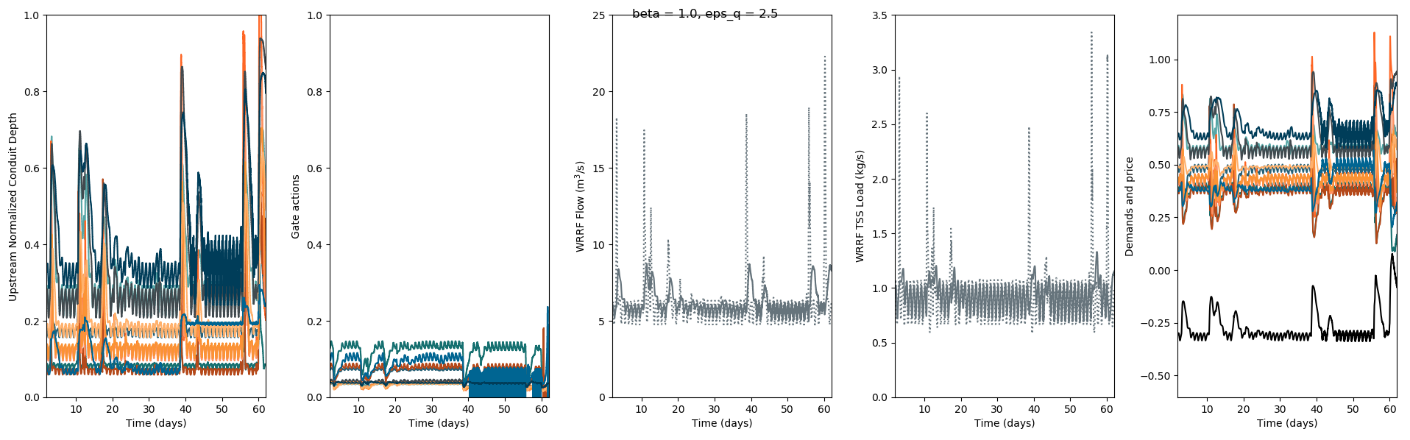 beta = 1.0, eps_q = 2.5
Upstream Normalized Conduit Depth
1.0
0.8
0.6
0.4
0.2
0.0
10 20 30 40 50 60
Time (days)
Gate actions
1.0
0.8
0.6
0.4
0.2
0.0
10 20 30 40 50 60
Time (days)
WRRF Flow (m³/s)
25
20
15
10
5
0
10 20 30 40 50 60
Time (days)
WRRF TSS Load (kg/s)
3.5
3.0
2.5
2.0
1.5
1.0
0.5
0.0
10 20 30 40 50 60
Time (days)
Demands and price
1.00
0.75
0.50
0.25
0.00
−0.25
−0.50
10 20 30 40 50 60
Time (days)